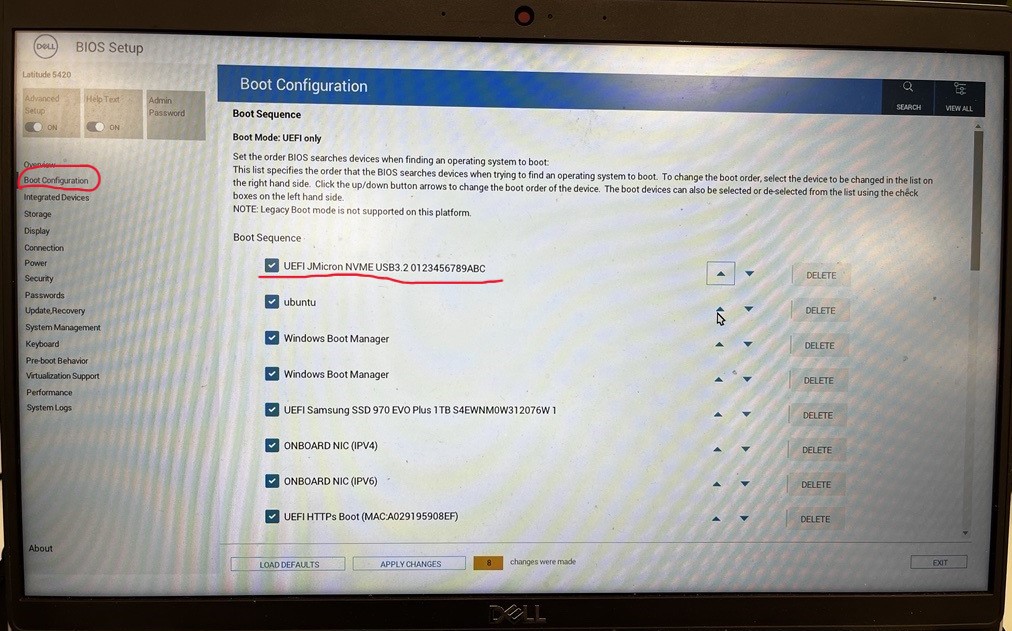 DELL
BIOS Setup
Latitude 5420
Advanced Setup
ON
Help Text
ON
Admin Password
Overview
Boot Configuration
Integrated Devices
Storage
Display
Connection
Power
Security
Passwords
Update,Recovery
System Management
Keyboard
Pre-boot Behavior
Virtualization Support
Performance
System Logs
About
Boot Configuration
SEARCH
VIEW ALL
Boot Sequence
Boot Mode: UEFI only
Set the order BIOS searches devices when finding an operating system to boot:
This list specifies the order that the BIOS searches devices when trying to find an operating system to boot. To change the boot order, select the device to be changed in the list on
the right hand side. Click the up/down button arrows to change the boot order of the device. The boot devices can also be selected or de-selected from the list using the check
boxes on the left hand side.
NOTE: Legacy Boot mode is not supported on this platform.
Boot Sequence
UEFI JMicron NVME USB3.2 0123456789ABC
DELETE
ubuntu
DELETE
Windows Boot Manager
DELETE
Windows Boot Manager
DELETE
UEFI Samsung SSD 970 EVO Plus 1TB S4EWNM0W312076W 1
DELETE
ONBOARD NIC (IPV4)
DELETE
ONBOARD NIC (IPV6)
DELETE
UEFI HTTPs Boot (MAC:A029195908EF)
DELETE
LOAD DEFAULTS
APPLY CHANGES
8
changes were made
EXIT
DELL